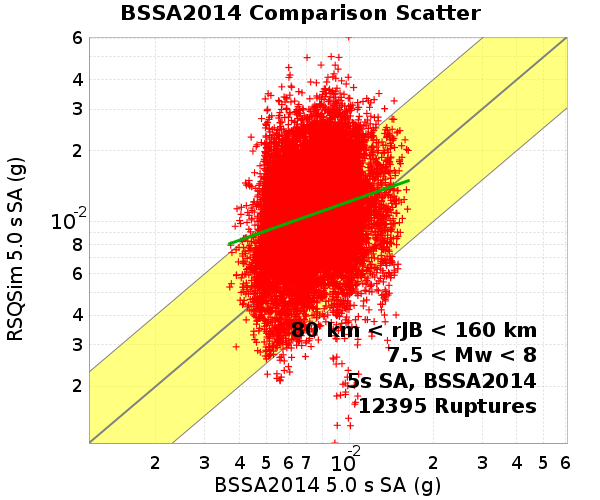 BSSA2014 Comparison Scatter
RSQSim 5.0 s SA (g)
6
4
3
2
10-2
8
6
4
3
2
80 km < rJB < 160 km
7.5 < Mw < 8
5s SA, BSSA2014
12395 Ruptures
2 3 4 5 6 7 10-2 2 3 4 5 6
BSSA2014 5.0 s SA (g)